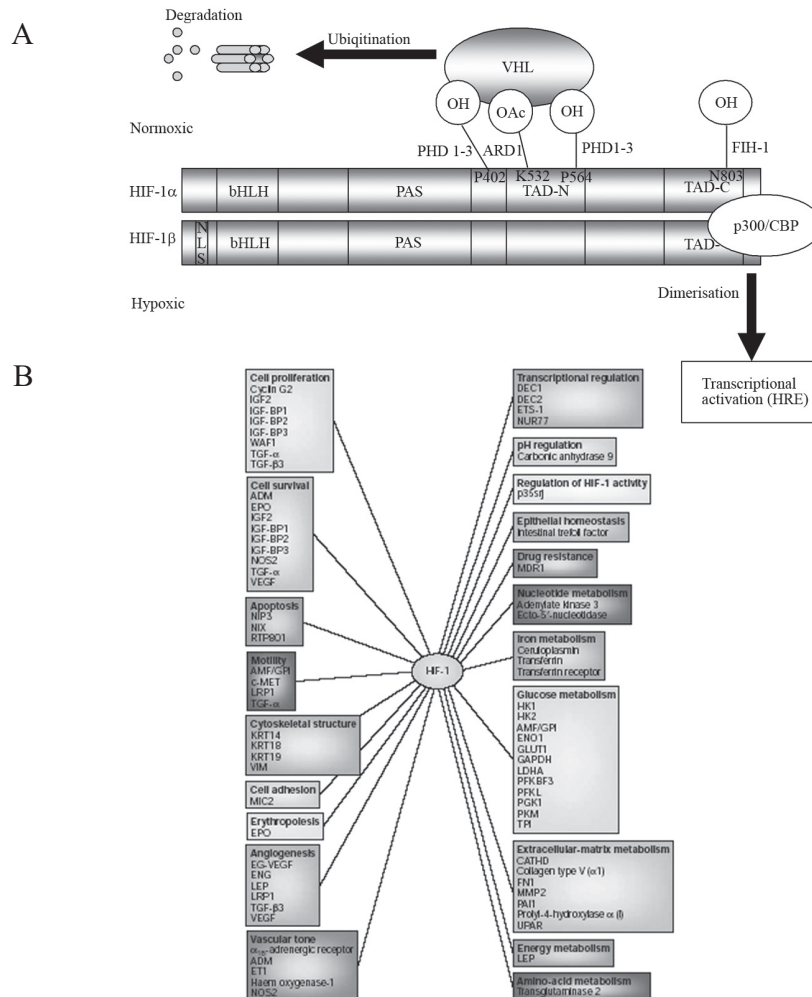 A
Degradation
Ubiqitination
VHL
OH
OAc
OH
OH
Normoxic
PHD 1-3
ARD1
PHD1-3
FIH-1
HIF-1α
bHLH
PAS
P402
K532
TAD-N
P564
TAD-C
N803
p300/CBP
HIF-1β
NLS
bHLH
PAS
TAD-
Hypoxic
Dimerisation
Transcriptional
activation (HRE)
B
Cell proliferation
Cyclin G2
IGF2
IGF-BP1
IGF-BP2
IGF-BP3
WAF1
TGF-α
TGF-β3
Cell survival
ADM
EPO
IGF2
IGF-BP1
IGF-BP2
IGF-BP3
NOS2
TGF-α
VEGF
Apoptosis
NIP3
NIX
RTP801
Motility
AMF/GPI
c-MET
LRP1
TGF-α
Cytoskeletal structure
KRT14
KRT18
KRT19
VIM
Cell adhesion
MIC2
Erythropoiesis
EPO
Angiogenesis
EG-VEGF
ENG
LEP
LRP1
TGF-β3
VEGF
Vascular tone
α1B-adrenergic receptor
ADM
ET1
Haem oxygenase-1
NOS2
HIF-1
Transcriptional regulation
DEC1
DEC2
ETS-1
NUR77
pH regulation
Carbonic anhydrase 9
Regulation of HIF-1 activity
p35srj
Epithelial homeostasis
Intestinal trefoil factor
Drug resistance
MDR1
Nucleotide metabolism
Adenylate kinase 3
Ecto-5'-nucleotidase
Iron metabolism
Ceruloplasmin
Transferrin
Transferrin receptor
Glucose metabolism
HK1
HK2
AMF/GPI
ENO1
GLUT1
GAPDH
LDHA
PFKBF3
PFKL
PGK1
PKM
TPI
Extracellular-matrix metabolism
CATHD
Collagen type V (α1)
FN1
MMP2
PAI1
Prolyl-4-hydroxylase α (I)
UPAR
Energy metabolism
LEP
Amino-acid metabolism
Transglutaminase 2